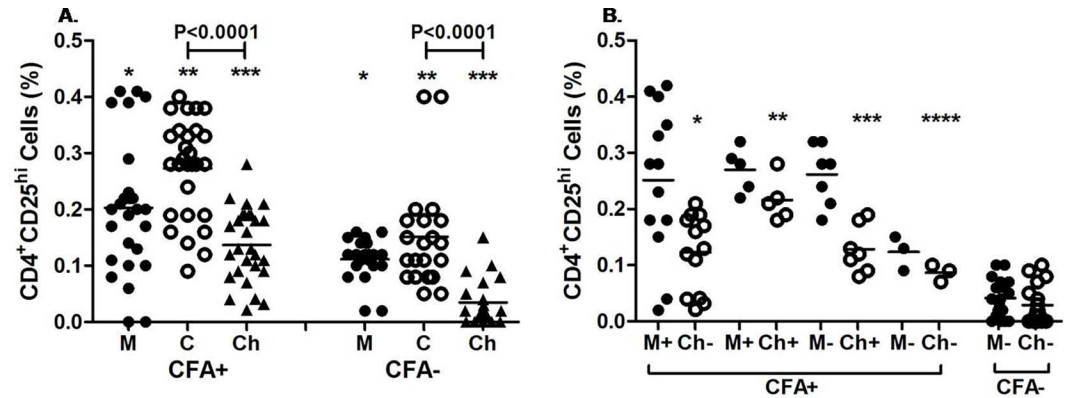 A.
P<0.0001 P<0.0001
* ** *** * ** ***
CD4⁺CD25ʰⁱ Cells (%)
0.5
0.4
0.3
0.2
0.1
0.0
M C Ch M C Ch
CFA+ CFA-
B.
* ** *** ****
CD4⁺CD25ʰⁱ Cells (%)
0.5
0.4
0.3
0.2
0.1
0.0
M+ Ch- M+ Ch+ M- Ch+ M- Ch- M- Ch-
CFA+ CFA-